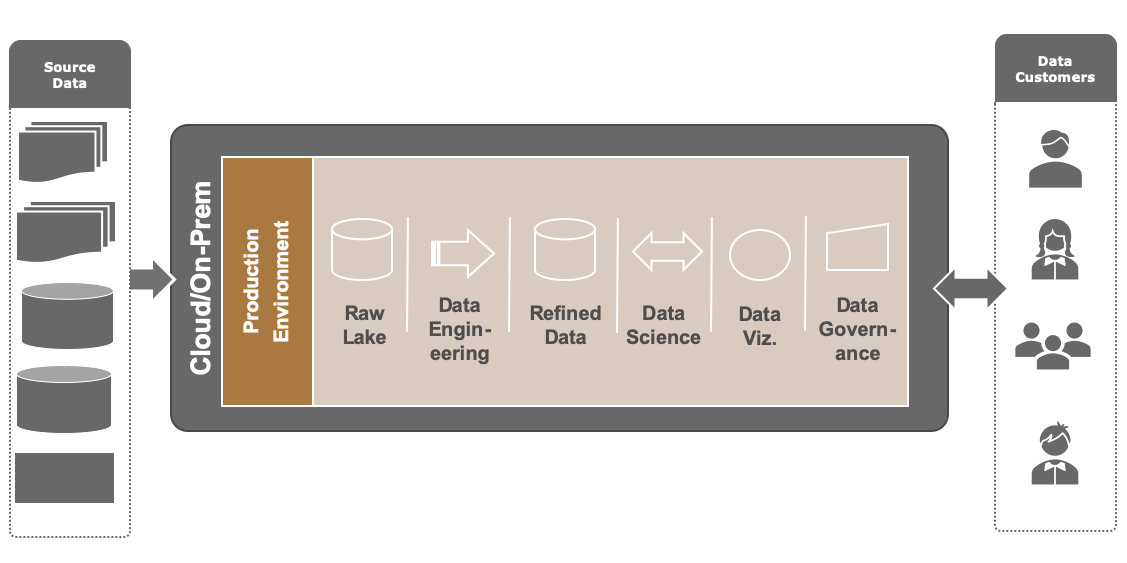 Source
Data
Cloud/On-Prem
Production
Environment
Raw
Lake
Data
Engin-
eering
Refined
Data
Data
Science
Data
Viz.
Data
Govern-
ance
Data
Customers